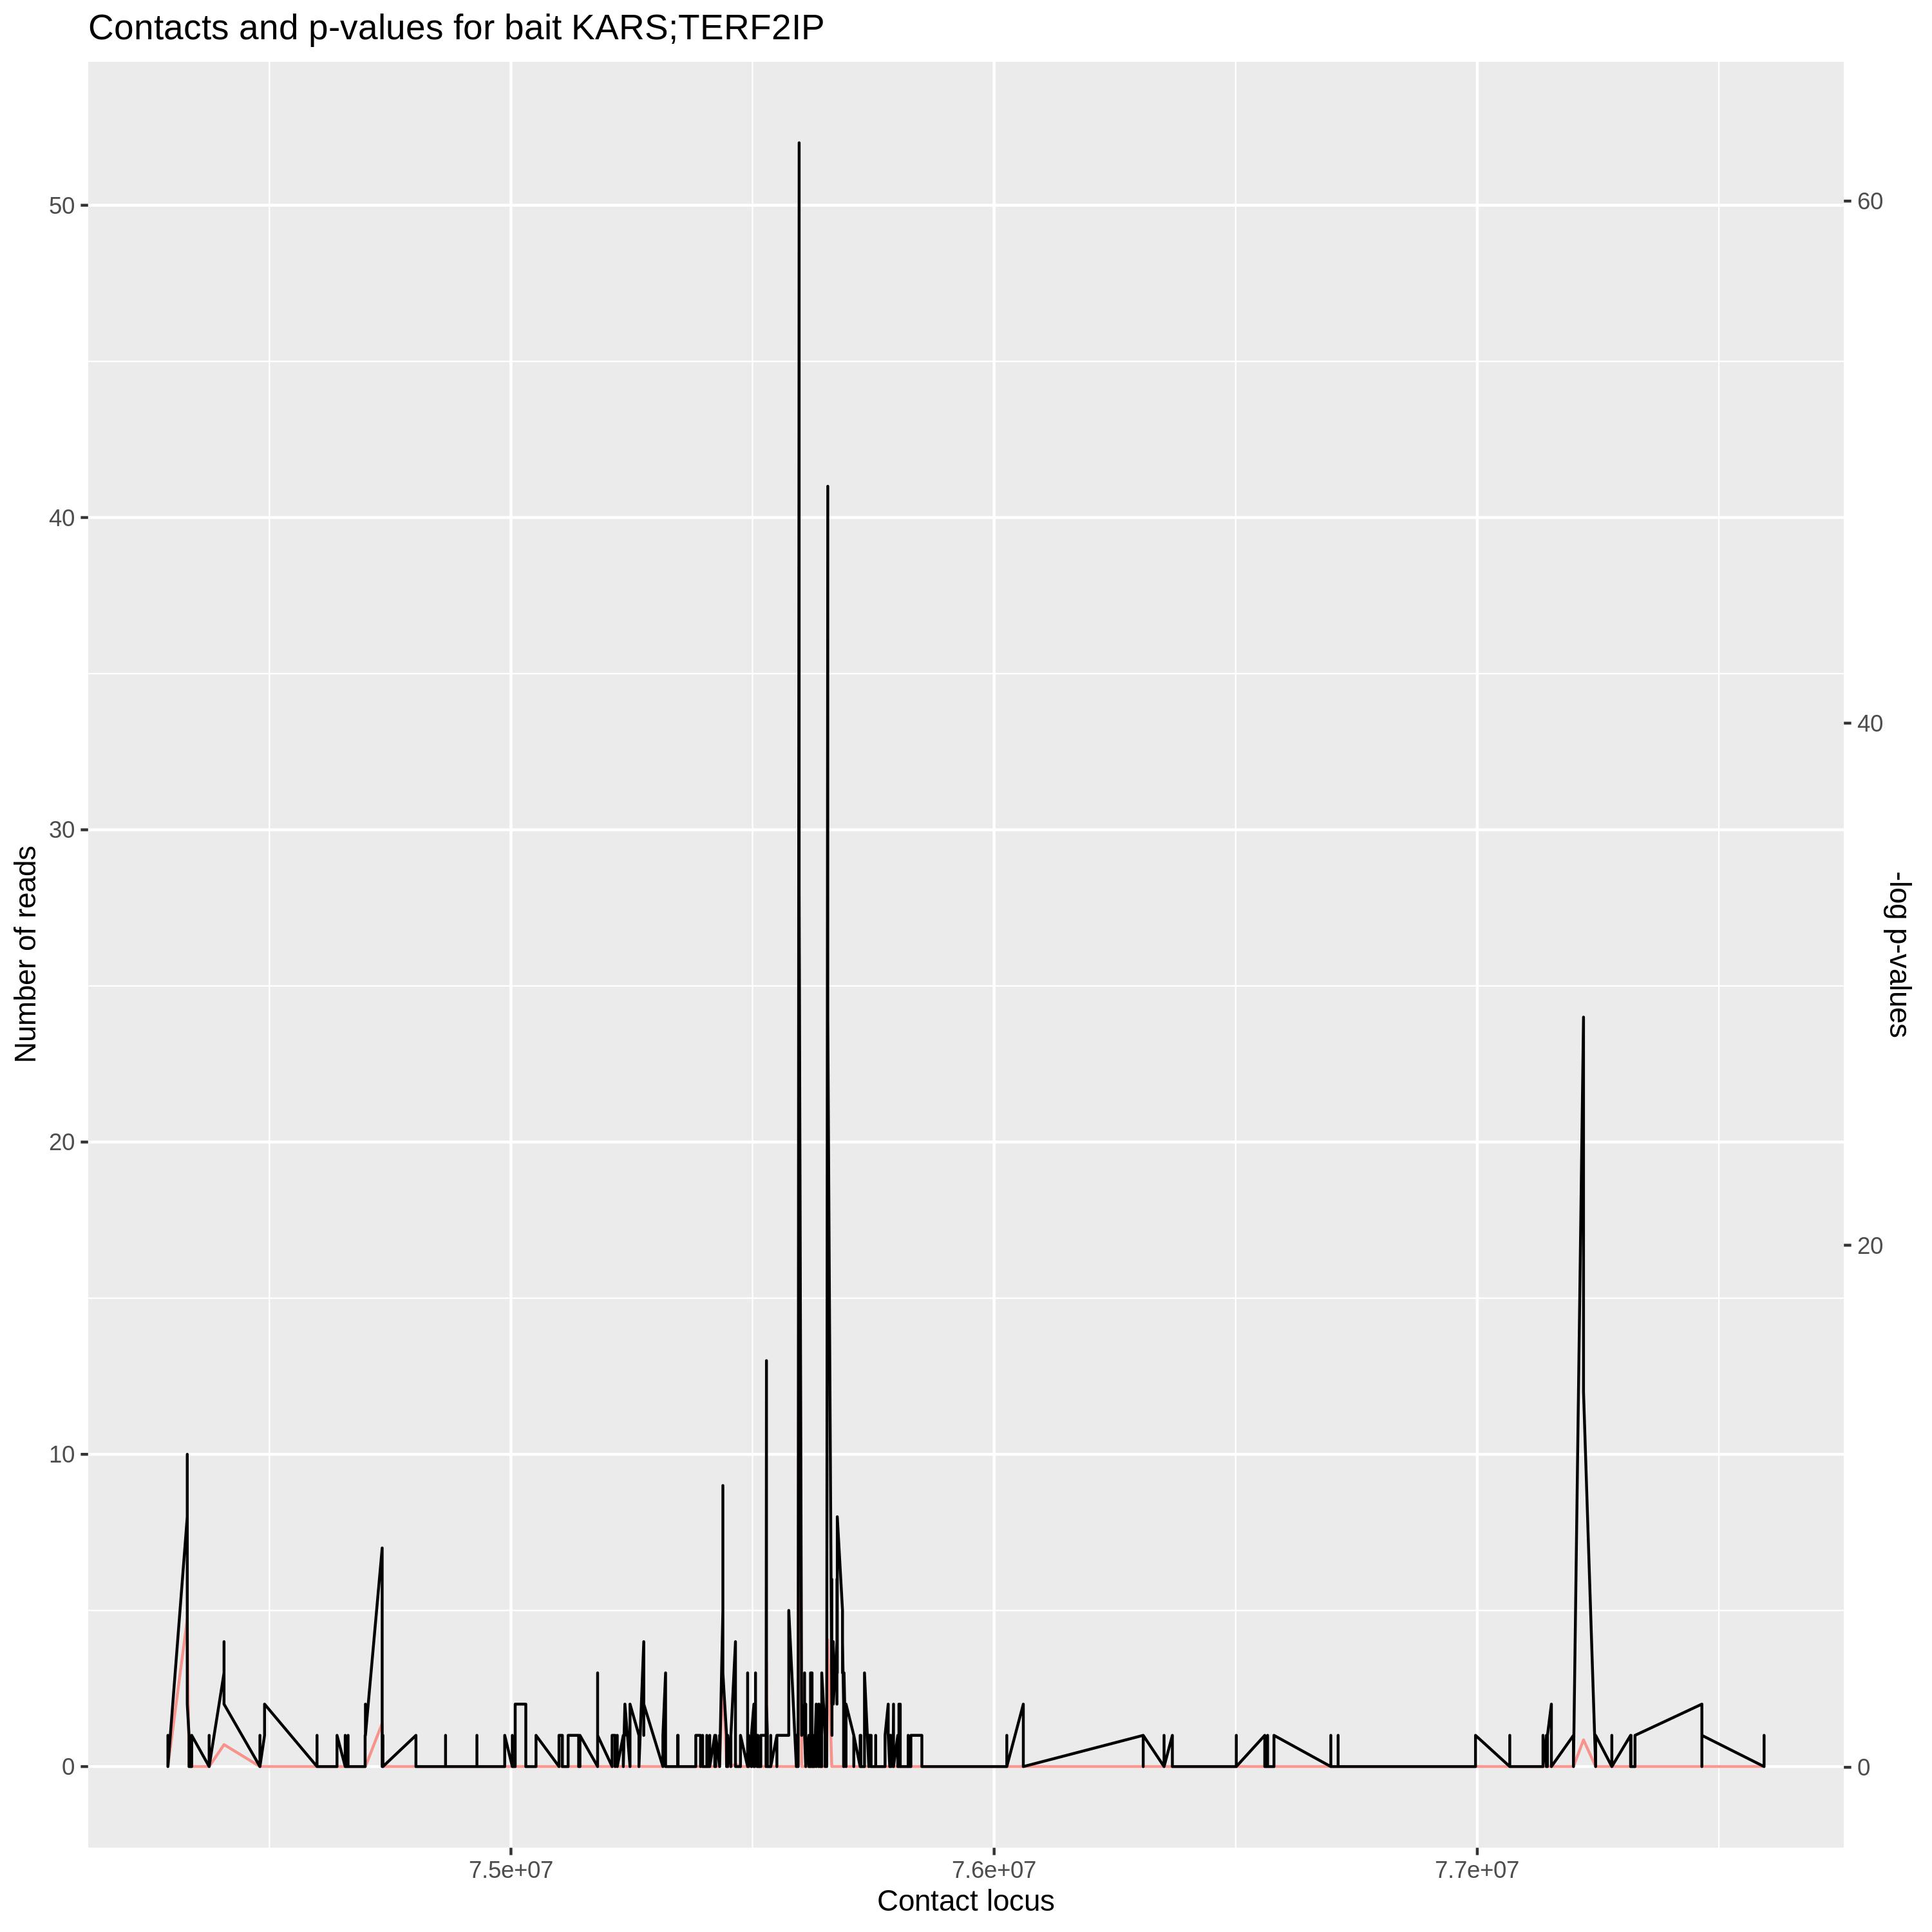 Contacts and p-values for bait KARS;TERF2IP
Number of reads
50
40
30
20
10
0
60
40
20
0
-log p-values
7.5e+07
7.6e+07
7.7e+07
Contact locus